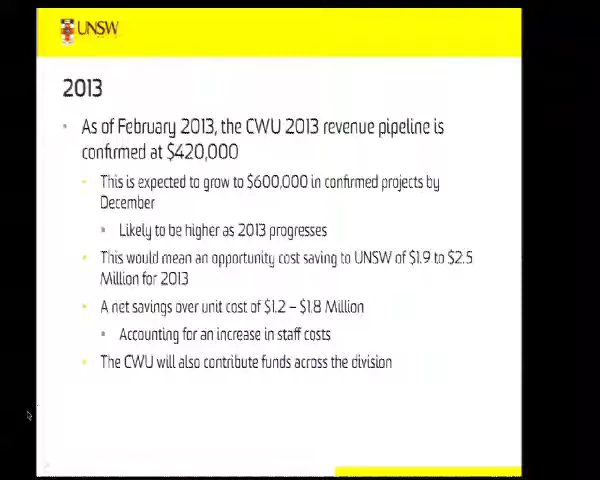 UNSW
2013
As of February 2013, the CWU 2013 revenue pipeline is
confirmed at $420,000
This is expected to grow to $600,000 in confirmed projects by
December
Likely to be higher as 2013 progresses
This would mean an opportunity cost saving to UNSW of $1.9 to $2.5
Million for 2013
A net savings over unit cost of $1.2 – $1.8 Million
Accounting for an increase in staff costs
The CWU will also contribute funds across the division